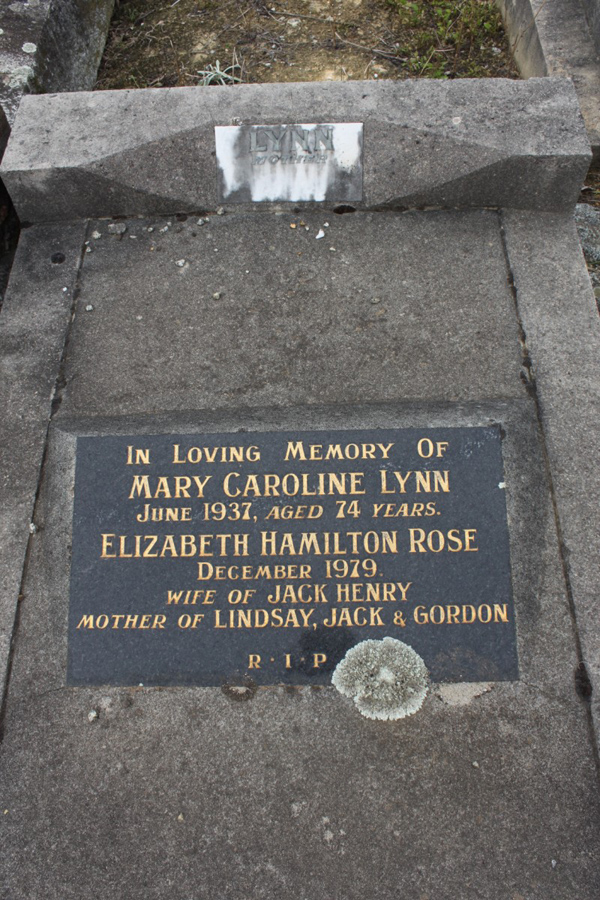 LYNN
IN LOVING MEMORY OF
MARY CAROLINE LYNN
JUNE 1937, AGED 74 YEARS.
ELIZABETH HAMILTON ROSE
DECEMBER 1979.
WIFE OF JACK HENRY
MOTHER OF LINDSAY, JACK & GORDON
R · I · P